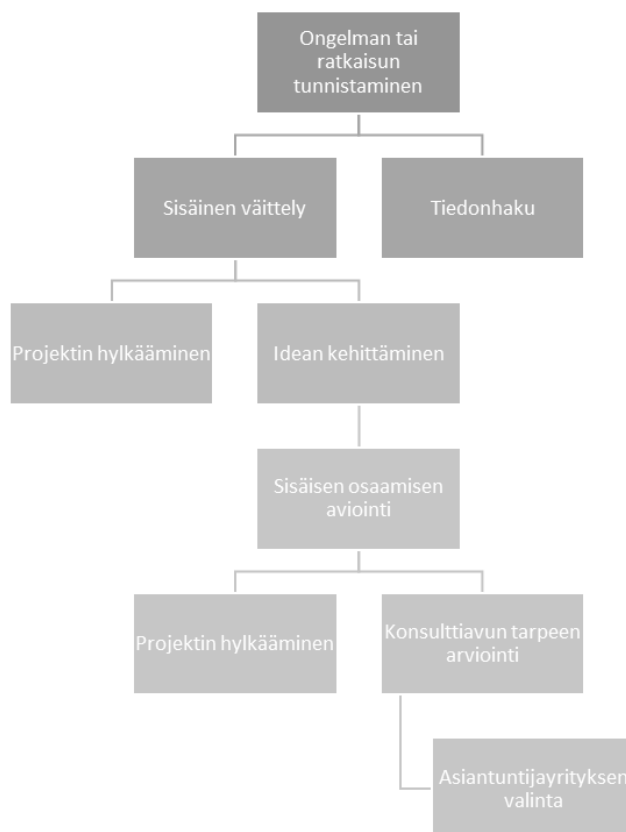 Ongelman tai
ratkaisun
tunnistaminen
Sisäinen väittely
Tiedonhaku
Projektin hylkääminen
Idean kehittäminen
Sisäisen osaamisen
aviointi
Projektin hylkääminen
Konsulttiavun tarpeen
arviointi
Asiantuntijayrityksen
valinta